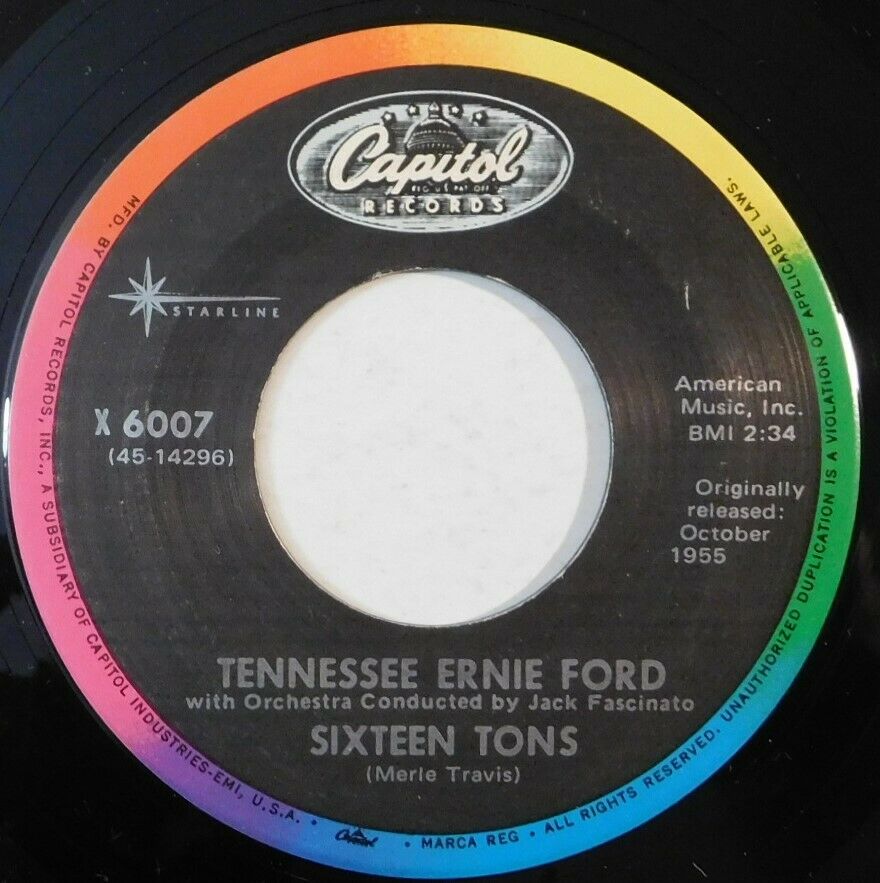 Capitol
RECORDS
STARLINE
X 6007
(45-14296)
American
Music, Inc.
BMI 2:34
Originally
released:
October
1955
TENNESSEE ERNIE FORD
with Orchestra Conducted by Jack Fascinato
SIXTEEN TONS
(Merle Travis)
MFD. BY CAPITOL RECORDS, INC., A SUBSIDIARY OF CAPITOL INDUSTRIES-EMI, U.S.A. • Capitol • MARCA REG • ALL RIGHTS RESERVED. UNAUTHORIZED DUPLICATION IS A VIOLATION OF APPLICABLE LAWS.